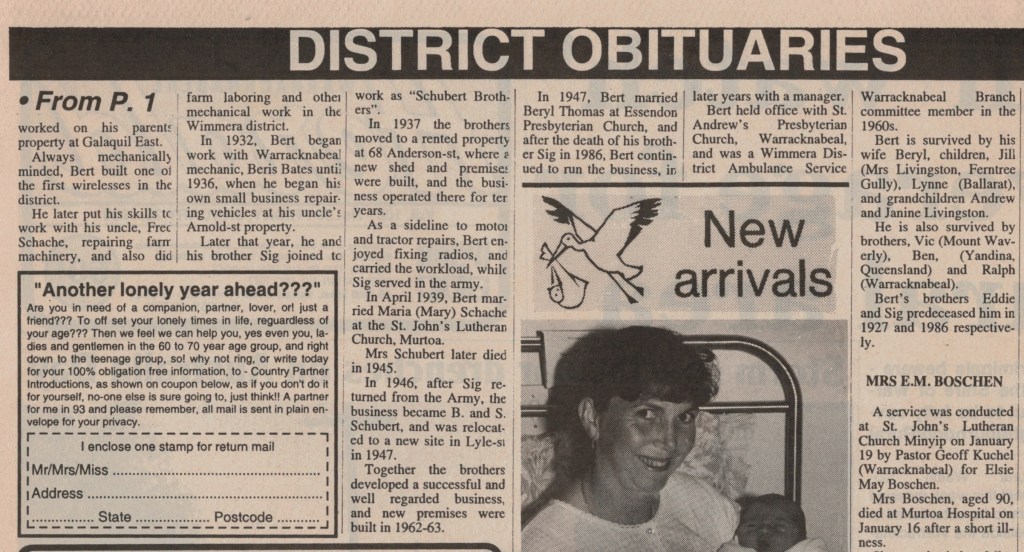 DISTRICT OBITUARIES
• From P. 1
worked on his parents
property at Galaquil East.
Always mechanically
minded, Bert built one of
the first wirelesses in the
district.
He later put his skills to
work with his uncle, Fred
Schache, repairing farm
machinery, and also did
farm laboring and other
mechanical work in the
Wimmera district.
In 1932, Bert began
work with Warracknabeal
mechanic, Beris Bates until
1936, when he began his
own small business repair-
ing vehicles at his uncle's
Arnold-st property.
Later that year, he and
his brother Sig joined to
work as “Schubert Broth-
ers”.
In 1937 the brothers
moved to a rented property
at 68 Anderson-st, where a
new shed and premises
were built, and the busi-
ness operated there for ten
years.
As a sideline to motor
and tractor repairs, Bert en-
joyed fixing radios, and
carried the workload, while
Sig served in the army.
In April 1939, Bert mar-
ried Maria (Mary) Schache
at the St. John's Lutheran
Church, Murtoa.
Mrs Schubert later died
in 1945.
In 1946, after Sig re-
turned from the Army, the
business became B. and S.
Schubert, and was relocat-
ed to a new site in Lyle-st
in 1947.
Together the brothers
developed a successful and
well regarded business,
and new premises were
built in 1962-63.
In 1947, Bert married
Beryl Thomas at Essendon
Presbyterian Church, and
after the death of his broth-
er Sig in 1986, Bert contin-
ued to run the business, in
later years with a manager.
Bert held office with St.
Andrew's Presbyterian
Church, Warracknabeal,
and was a Wimmera Dis-
trict Ambulance Service
Warracknabeal Branch
committee member in the
1960s.
Bert is survived by his
wife Beryl, children, Jill
(Mrs Livingston, Ferntree
Gully), Lynne (Ballarat),
and grandchildren Andrew
and Janine Livingston.
He is also survived by
brothers, Vic (Mount Wav-
erly), Ben, (Yandina,
Queensland) and Ralph
(Warracknabeal).
Bert's brothers Eddie
and Sig predeceased him in
1927 and 1986 respective-
ly.
MRS E.M. BOSCHEN
A service was conducted
at St. John's Lutheran
Church Minyip on January
19 by Pastor Geoff Kuchel
(Warracknabeal) for Elsie
May Boschen.
Mrs Boschen, aged 90,
died at Murtoa Hospital on
January 16 after a short ill-
ness.
"Another lonely year ahead???"
Are you in need of a companion, partner, lover, or! just a
friend??? To off set your lonely times in life, reguardless of
your age??? Then we feel we can help you, yes even you, la-
dies and gentlemen in the 60 to 70 year age group, and right
down to the teenage group, so! why not ring, or write today
for your 100% obligation free information, to - Country Partner
Introductions, as shown on coupon below, as if you don't do it
for yourself, no-one else is sure going to, just think!! A partner
for me in 93 and please remember, all mail is sent in plain en-
velope for your privacy.
I enclose one stamp for return mail
Mr/Mrs/Miss ..........
Address ..........
.......... State .......... Postcode ..........
New
arrivals